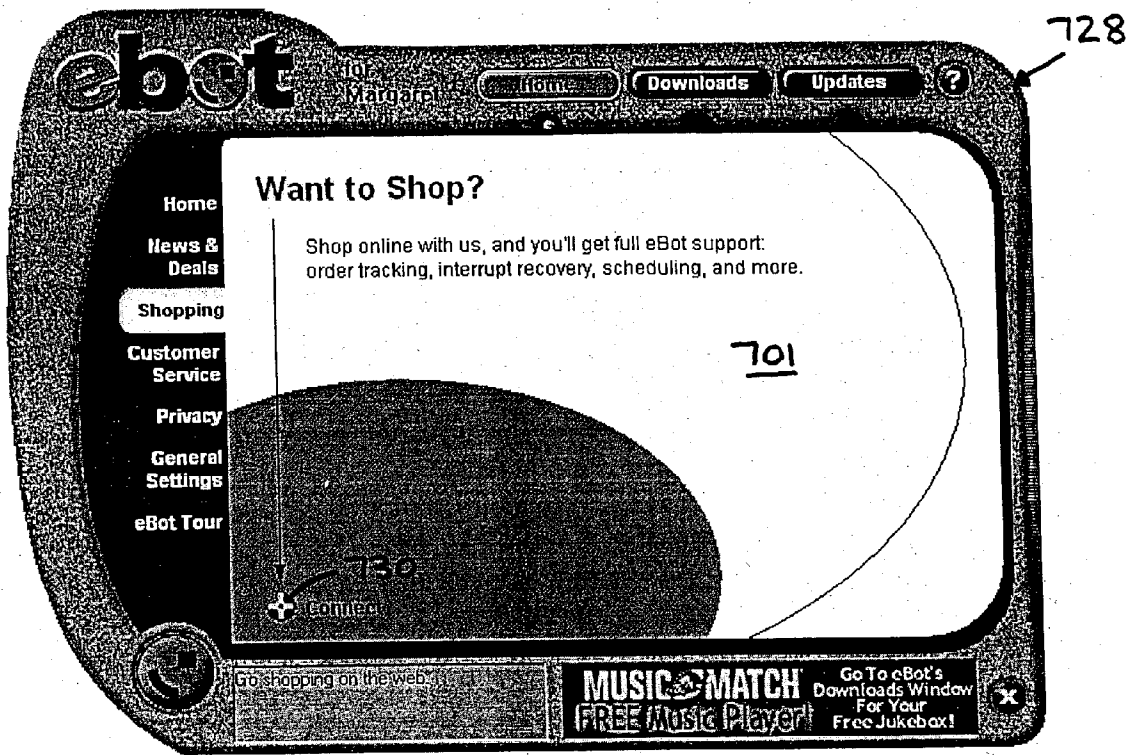 728
ebot
for
Margaret
Home
Downloads
Updates
?
Want to Shop?
Shop online with us, and you'll get full eBot support:
order tracking, interrupt recovery, scheduling, and more.
Home
News &
Deals
Shopping
Customer
Service
Privacy
General
Settings
eBot Tour
701
730
Connect
Go shopping on the web.
MUSICMATCH
FREE Music Player!
Go To eBot's
Downloads Window
For Your
Free Jukebox!
X